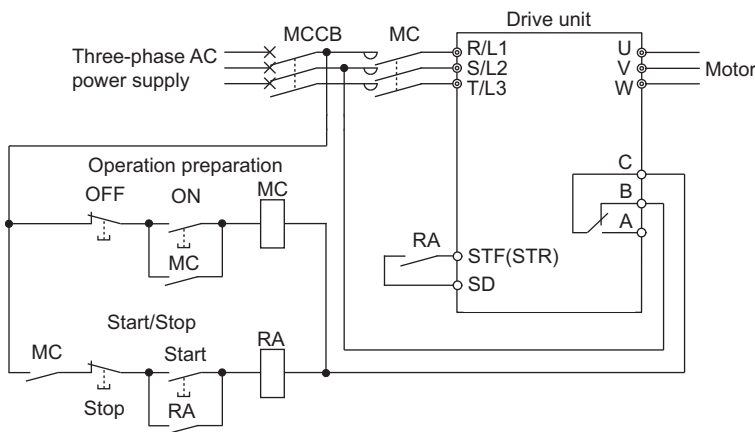 Drive unit
MCCB
MC
Three-phase AC
power supply
R/L1
S/L2
T/L3
U
V
W
Motor
Operation preparation
OFF
ON
MC
MC
C
B
A
RA
STF(STR)
SD
Start/Stop
MC
Start
RA
Stop
RA